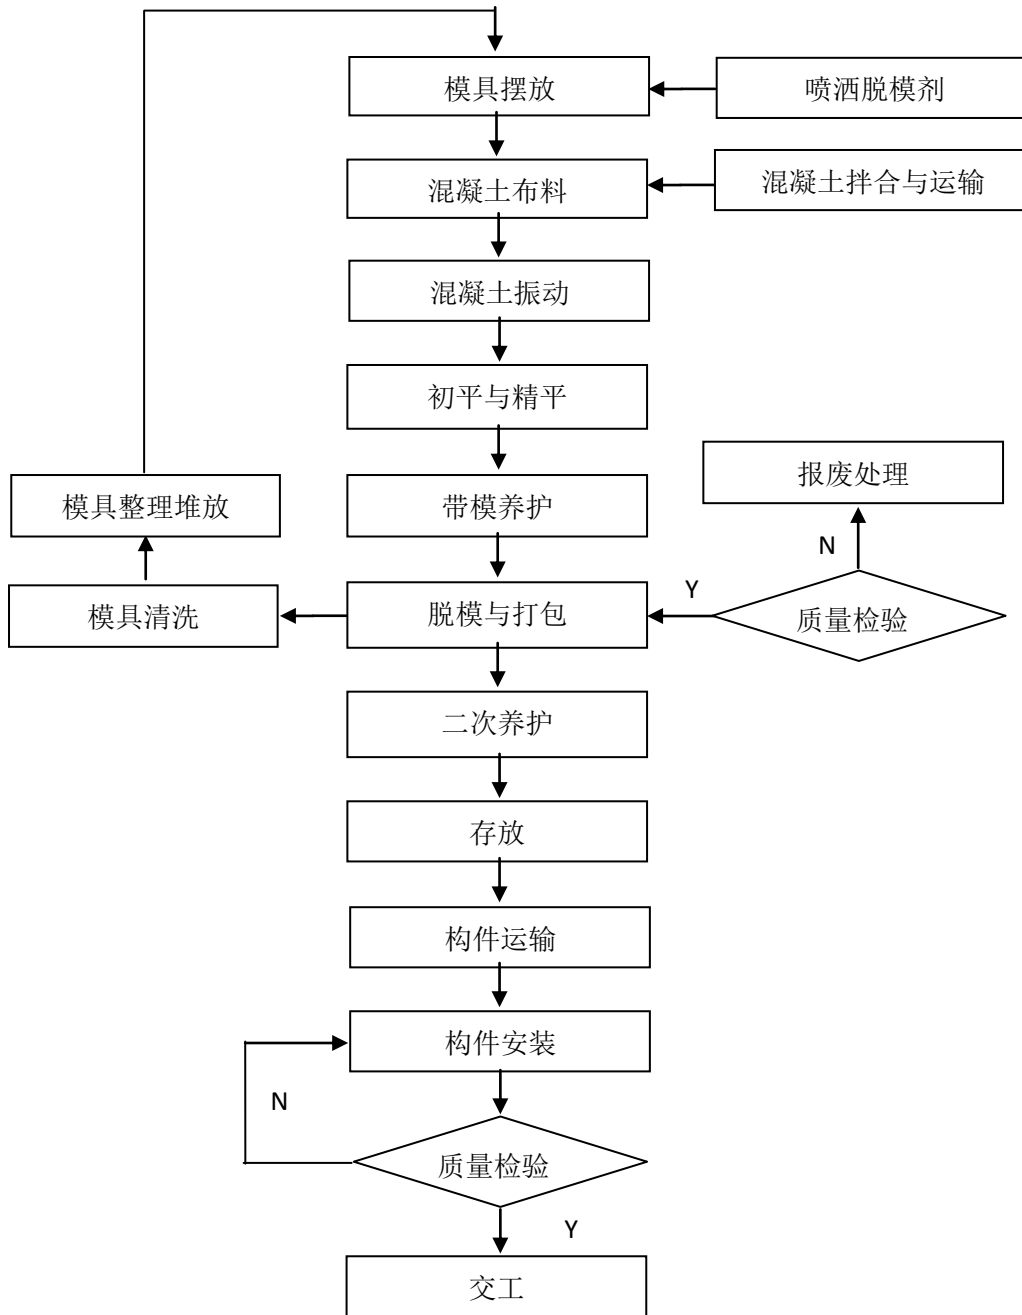 模具摆放
喷洒脱模剂
混凝土布料
混凝土拌合与运输
混凝土振动
初平与精平
报废处理
模具整理堆放
带模养护
N
Y
模具清洗
脱模与打包
质量检验
二次养护
存放
构件运输
构件安装
N
质量检验
Y
交工